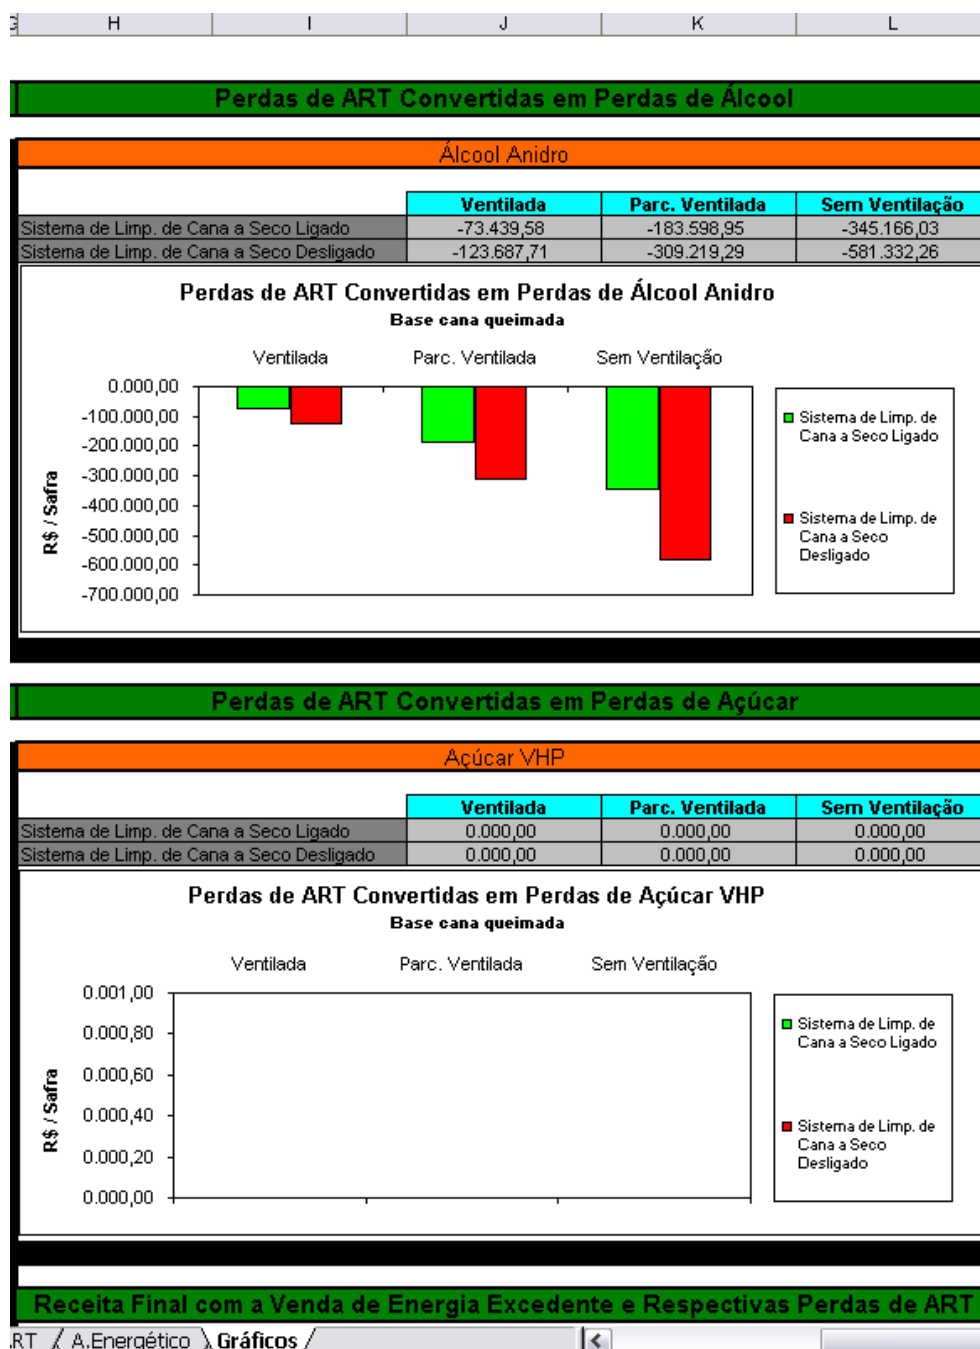 G H I J K L
Perdas de ART Convertidas em Perdas de Álcool
Álcool Anidro
Ventilada Parc. Ventilada Sem Ventilação
Sistema de Limp. de Cana a Seco Ligado -73.439,58 -183.598,95 -345.166,03
Sistema de Limp. de Cana a Seco Desligado -123.687,71 -309.219,29 -581.332,26
Perdas de ART Convertidas em Perdas de Álcool Anidro
Base cana queimada
Ventilada Parc. Ventilada Sem Ventilação
0.000,00
-100.000,00
-200.000,00
-300.000,00
-400.000,00
-500.000,00
-600.000,00
-700.000,00
R$ / Safra
Sistema de Limp. de
Cana a Seco Ligado
Sistema de Limp. de
Cana a Seco
Desligado
Perdas de ART Convertidas em Perdas de Açúcar
Açúcar VHP
Ventilada Parc. Ventilada Sem Ventilação
Sistema de Limp. de Cana a Seco Ligado 0.000,00 0.000,00 0.000,00
Sistema de Limp. de Cana a Seco Desligado 0.000,00 0.000,00 0.000,00
Perdas de ART Convertidas em Perdas de Açúcar VHP
Base cana queimada
Ventilada Parc. Ventilada Sem Ventilação
0.001,00
0.000,80
0.000,60
0.000,40
0.000,20
0.000,00
R$ / Safra
Sistema de Limp. de
Cana a Seco Ligado
Sistema de Limp. de
Cana a Seco
Desligado
Receita Final com a Venda de Energia Excedente e Respectivas Perdas de ART
RT / A.Energético \ Gráficos /